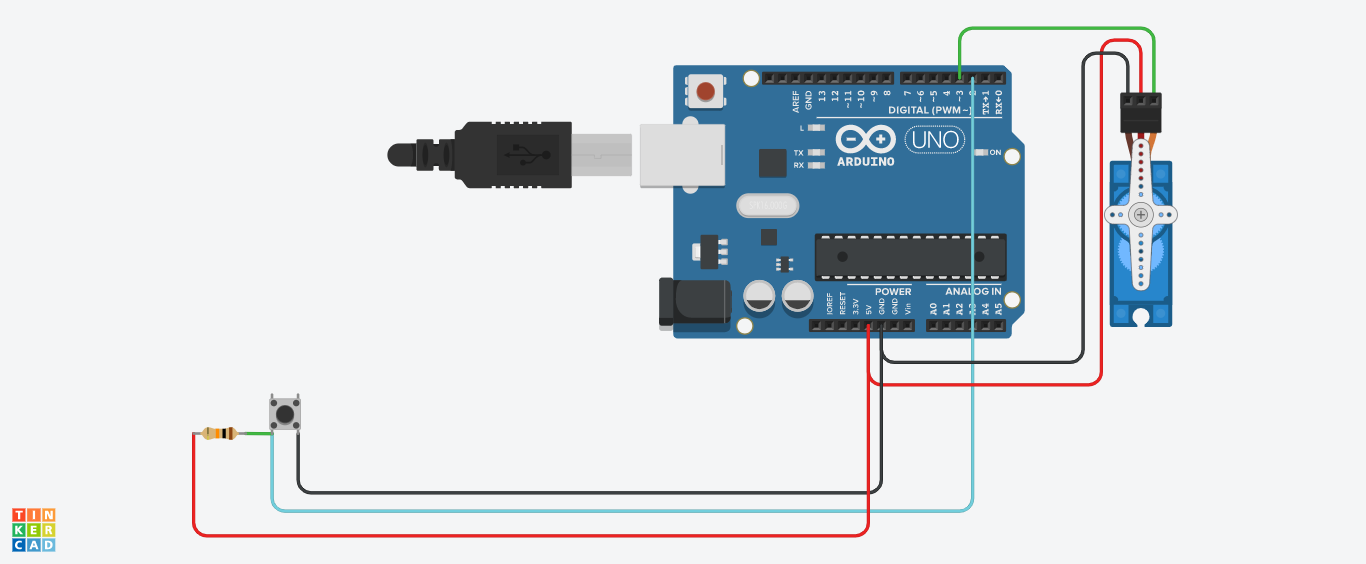 AREF
GND
13
12
~11
~10
~9
8
7
~6
~5
4
~3
TX→1
RX←0
DIGITAL (PWM~)
L
TX
RX
UNO
ARDUINO
ON
POWER
ANALOG IN
IOREF
RESET
3.3V
5V
GND
GND
Vin
A0
A1
A2
A4
A5
TIN
KER
CAD